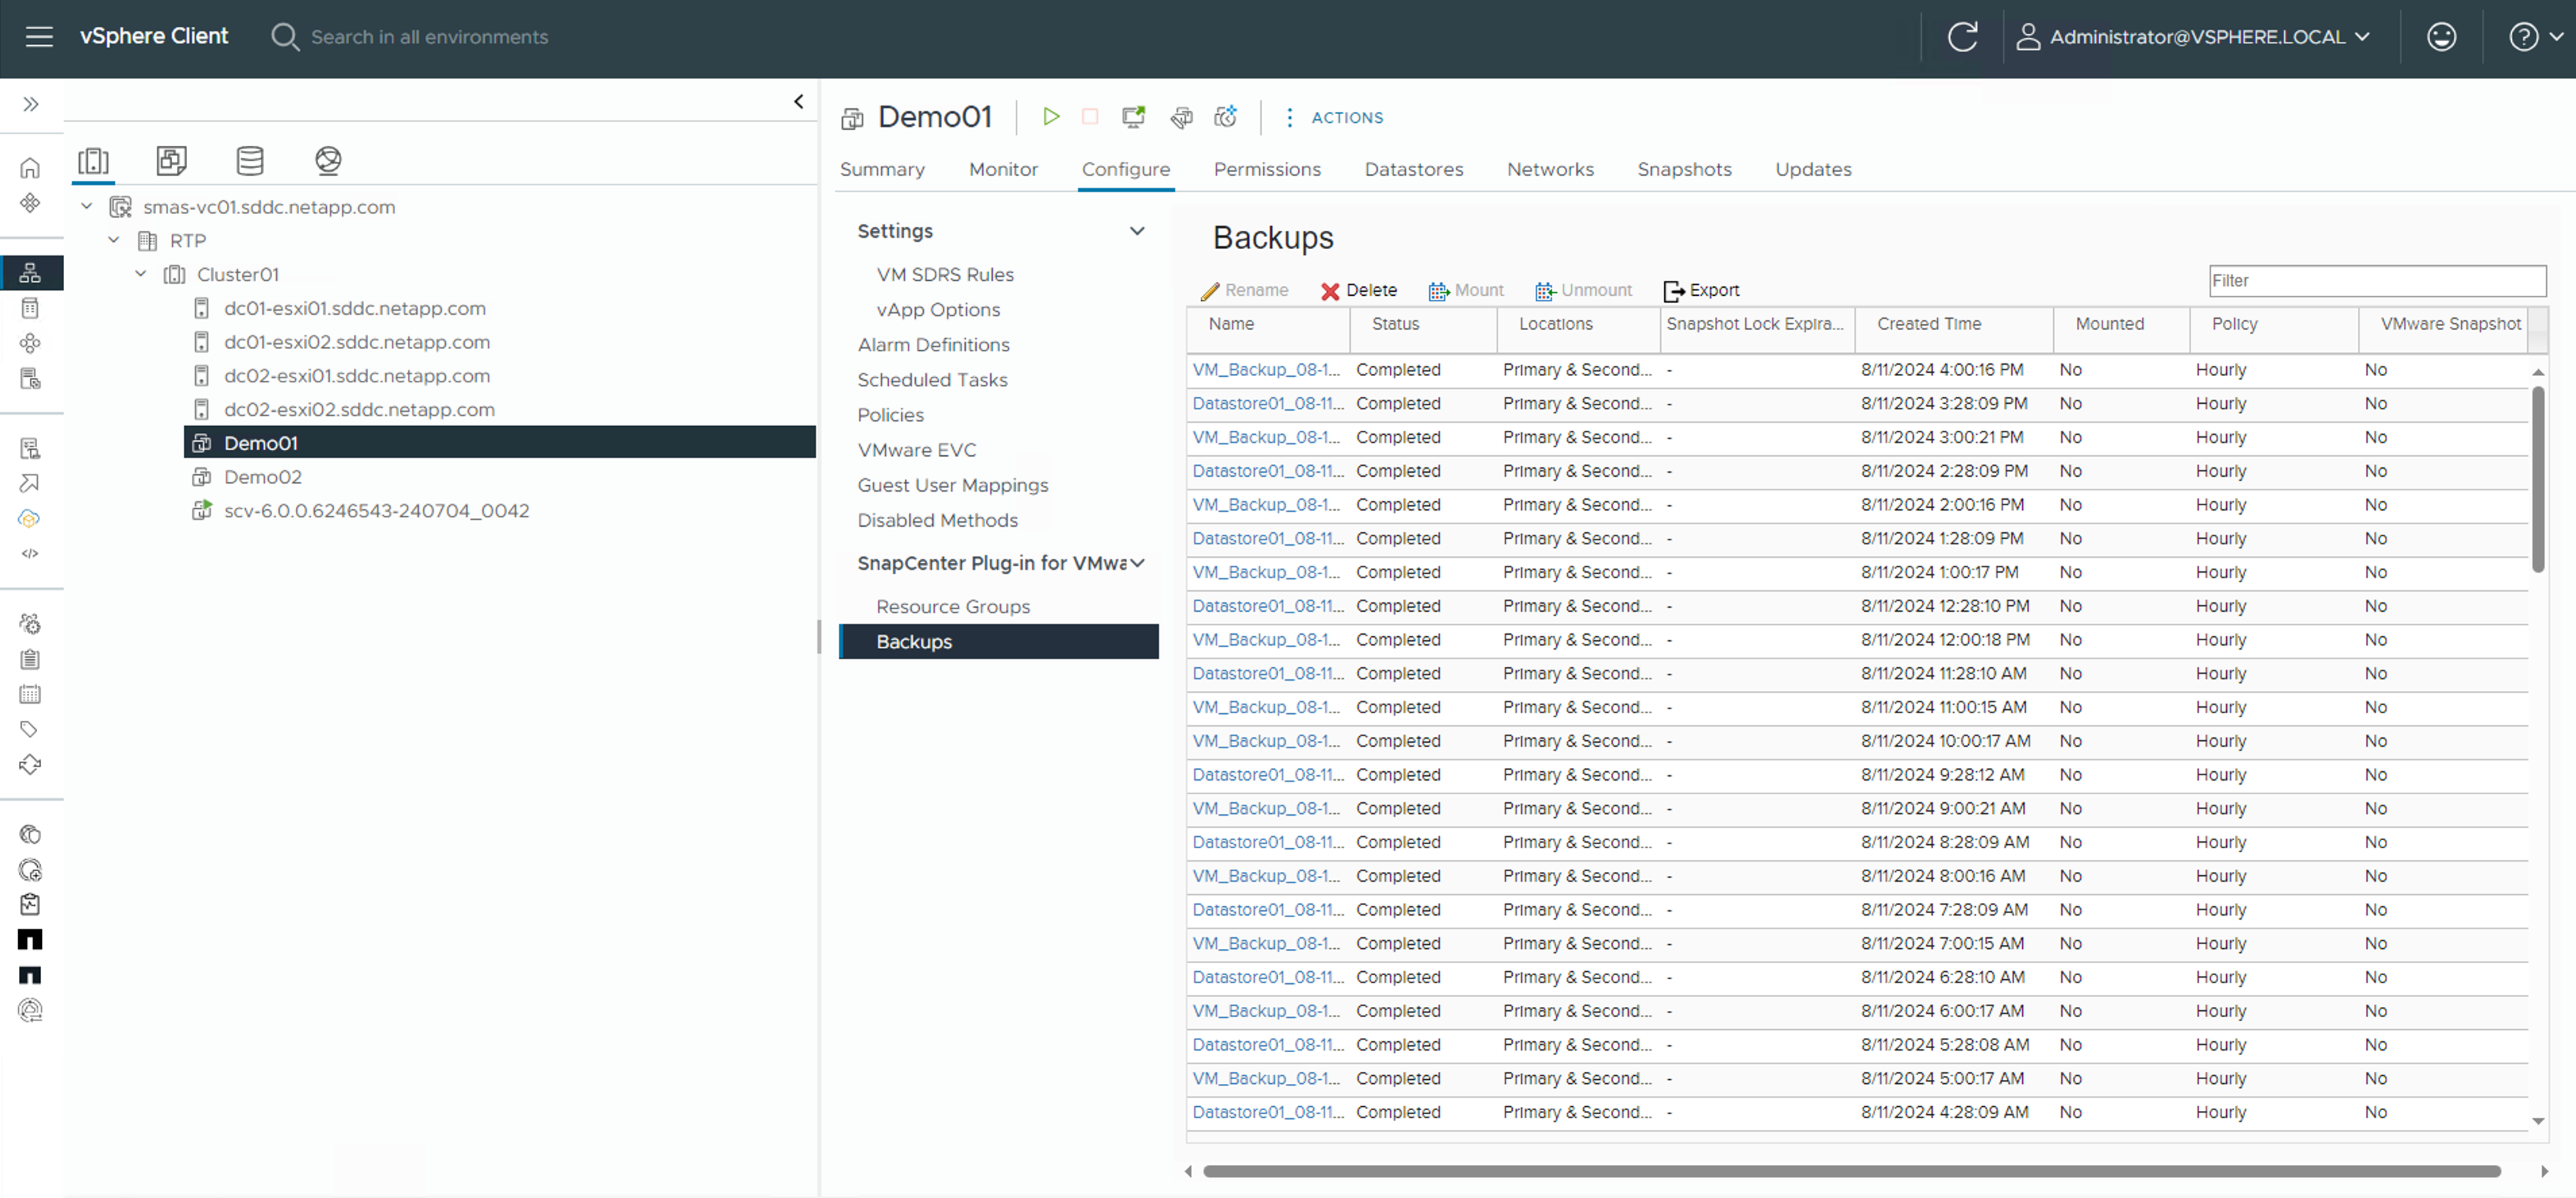 vSphere Client
Search in all environments
Administrator@VSPHERE.LOCAL
smas-vc01.sddc.netapp.com
RTP
Cluster01
dc01-esxi01.sddc.netapp.com
dc01-esxi02.sddc.netapp.com
dc02-esxi01.sddc.netapp.com
dc02-esxi02.sddc.netapp.com
Demo01
Demo02
scv-6.0.0.6246543-240704_0042
Demo01
ACTIONS
Summary Monitor Configure Permissions Datastores Networks Snapshots Updates
Settings
VM SDRS Rules
vApp Options
Alarm Definitions
Scheduled Tasks
Policies
VMware EVC
Guest User Mappings
Disabled Methods
SnapCenter Plug-in for VMwa
Resource Groups
Backups
Backups
Rename Delete Mount Unmount Export
Filter
Name Status Locations Snapshot Lock Expira... Created Time Mounted Policy VMware Snapshot
VM_Backup_08-1... Completed Primary & Second... - 8/11/2024 4:00:16 PM No Hourly No
Datastore01_08-11... Completed Primary & Second... - 8/11/2024 3:28:09 PM No Hourly No
VM_Backup_08-1... Completed Primary & Second... - 8/11/2024 3:00:21 PM No Hourly No
Datastore01_08-11... Completed Primary & Second... - 8/11/2024 2:28:09 PM No Hourly No
VM_Backup_08-1... Completed Primary & Second... - 8/11/2024 2:00:16 PM No Hourly No
Datastore01_08-11... Completed Primary & Second... - 8/11/2024 1:28:09 PM No Hourly No
VM_Backup_08-1... Completed Primary & Second... - 8/11/2024 1:00:17 PM No Hourly No
Datastore01_08-11... Completed Primary & Second... - 8/11/2024 12:28:10 PM No Hourly No
VM_Backup_08-1... Completed Primary & Second... - 8/11/2024 12:00:18 PM No Hourly No
Datastore01_08-11... Completed Primary & Second... - 8/11/2024 11:28:10 AM No Hourly No
VM_Backup_08-1... Completed Primary & Second... - 8/11/2024 11:00:15 AM No Hourly No
VM_Backup_08-1... Completed Primary & Second... - 8/11/2024 10:00:17 AM No Hourly No
Datastore01_08-11... Completed Primary & Second... - 8/11/2024 9:28:12 AM No Hourly No
VM_Backup_08-1... Completed Primary & Second... - 8/11/2024 9:00:21 AM No Hourly No
Datastore01_08-11... Completed Primary & Second... - 8/11/2024 8:28:09 AM No Hourly No
VM_Backup_08-1... Completed Primary & Second... - 8/11/2024 8:00:16 AM No Hourly No
Datastore01_08-11... Completed Primary & Second... - 8/11/2024 7:28:09 AM No Hourly No
VM_Backup_08-1... Completed Primary & Second... - 8/11/2024 7:00:15 AM No Hourly No
Datastore01_08-11... Completed Primary & Second... - 8/11/2024 6:28:10 AM No Hourly No
VM_Backup_08-1... Completed Primary & Second... - 8/11/2024 6:00:17 AM No Hourly No
Datastore01_08-11... Completed Primary & Second... - 8/11/2024 5:28:08 AM No Hourly No
VM_Backup_08-1... Completed Primary & Second... - 8/11/2024 5:00:17 AM No Hourly No
Datastore01_08-11... Completed Primary & Second... - 8/11/2024 4:28:09 AM No Hourly No